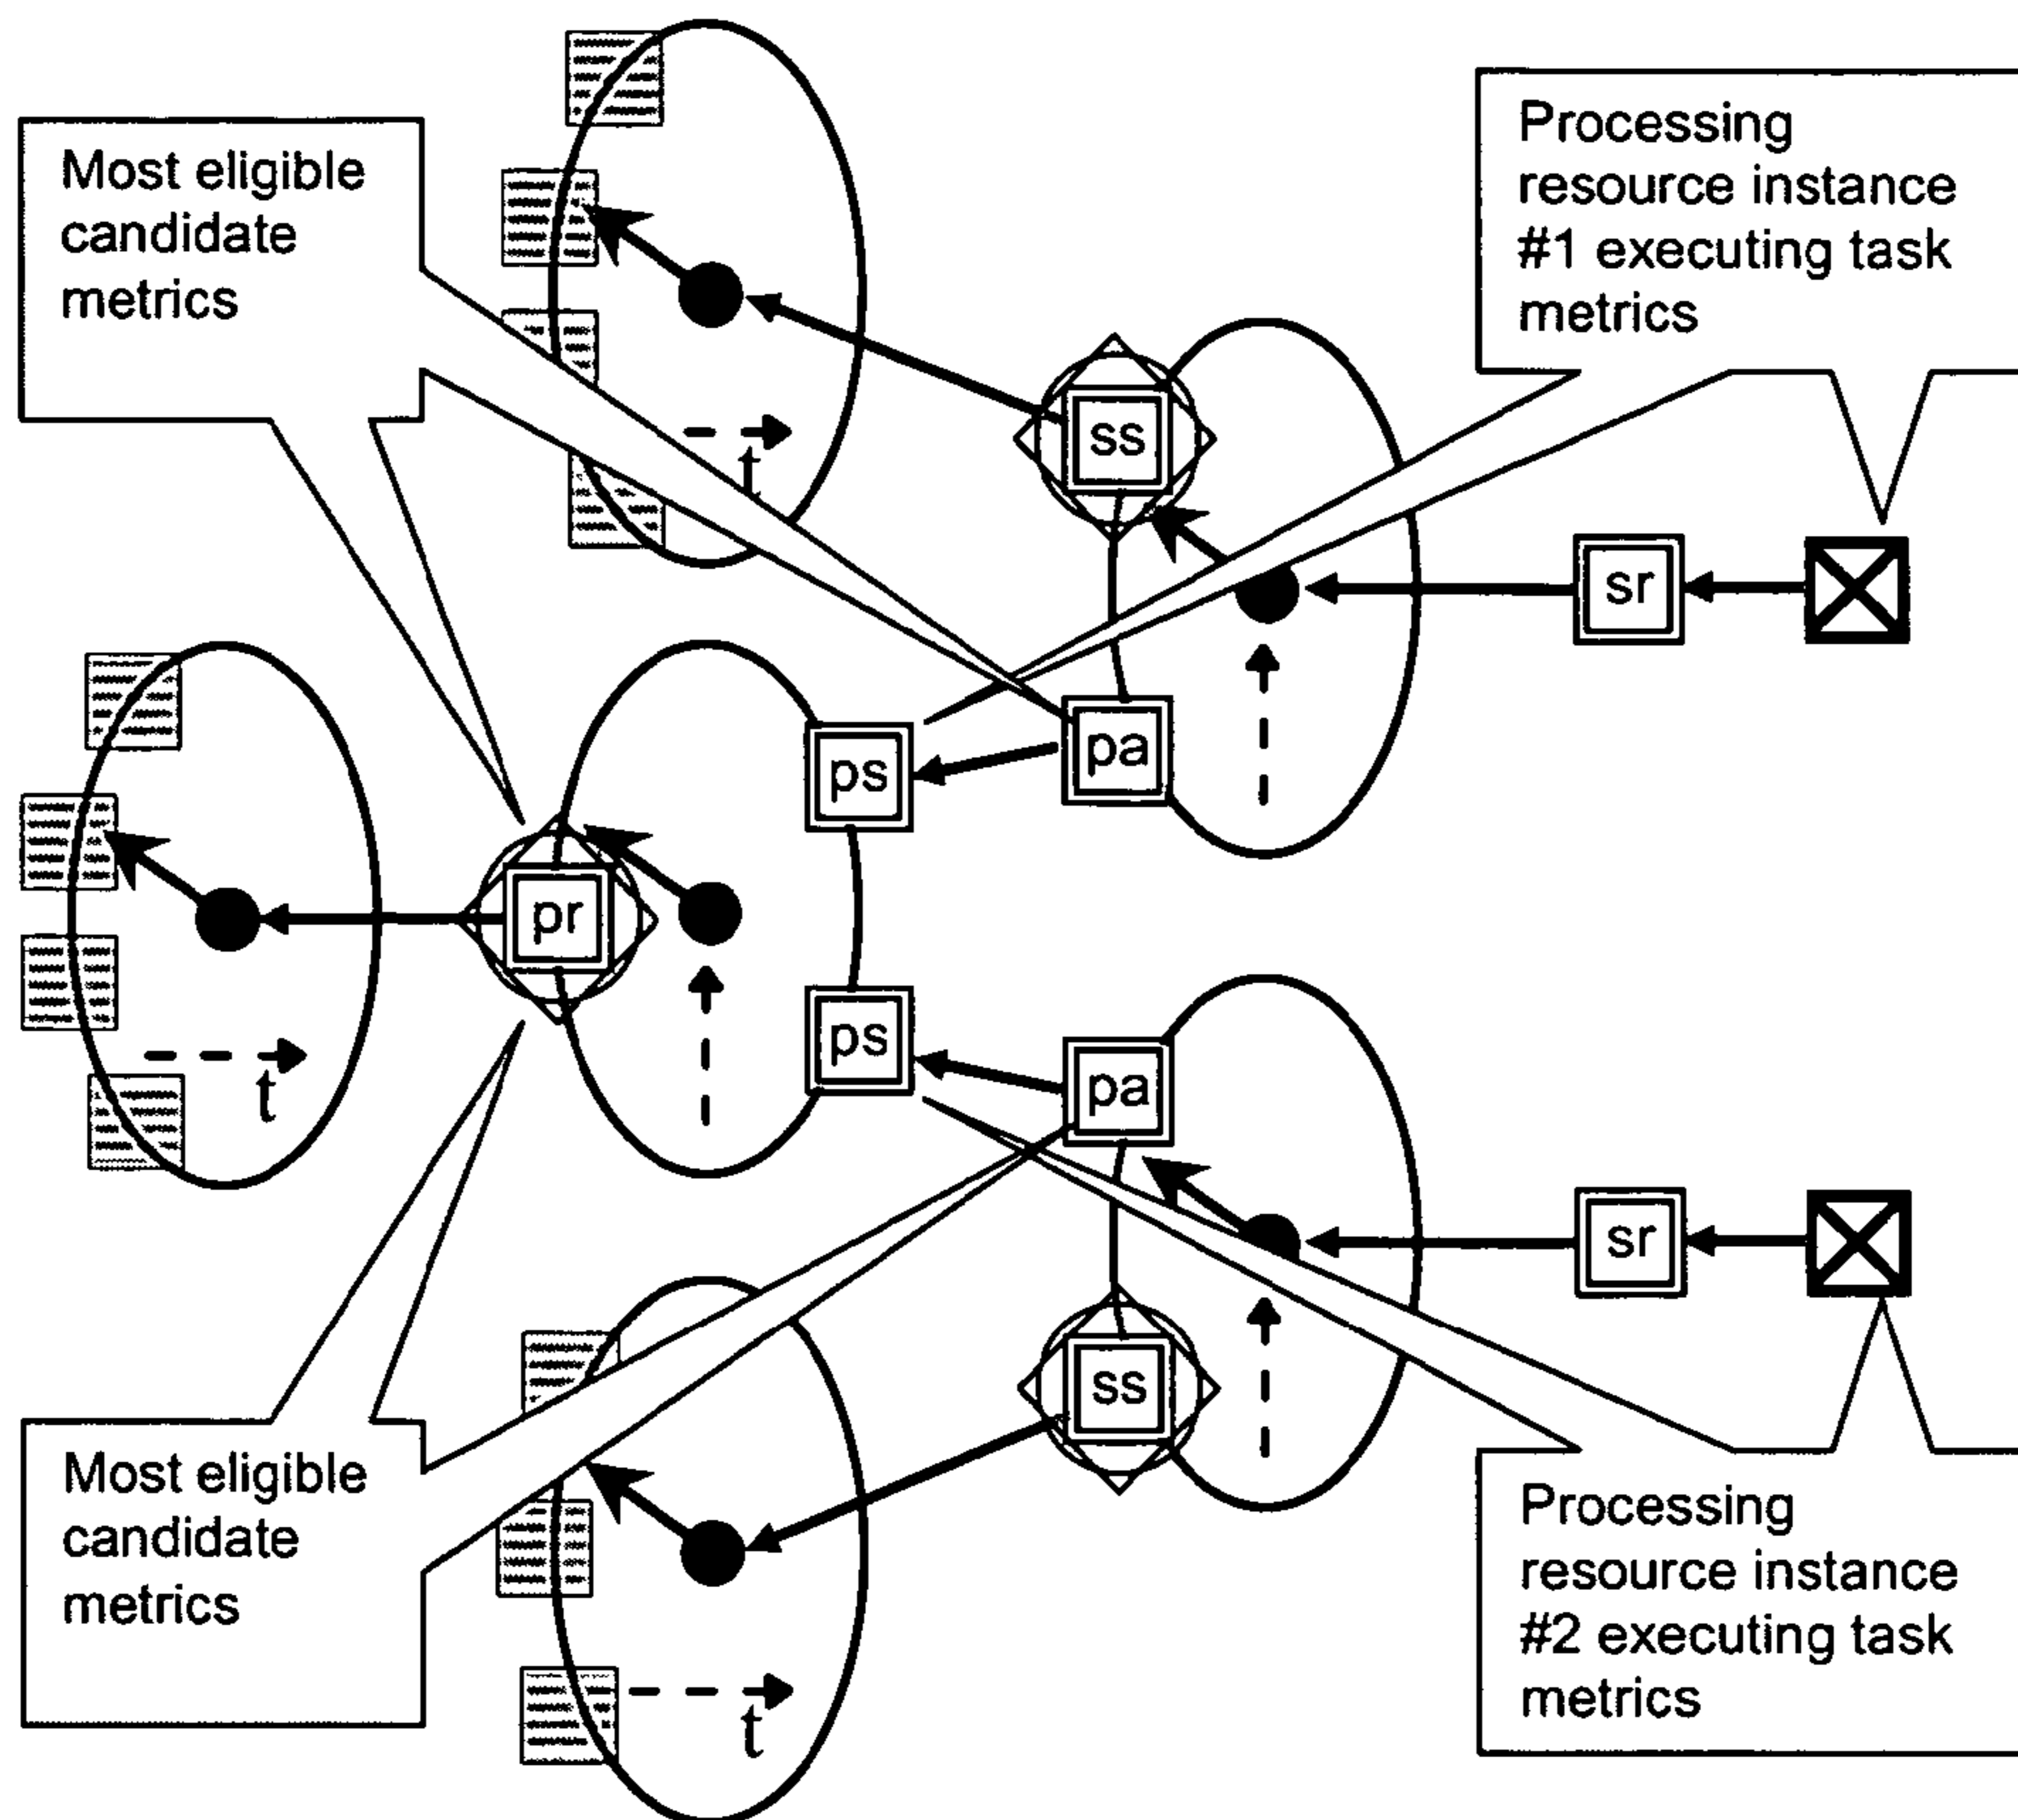 Most eligible
candidate
metrics
Processing
resource instance
#1 executing task
metrics
t
ss
sr
pa
ps
pr
t
ps
pa
sr
ss
Most eligible
candidate
metrics
Processing
resource instance
#2 executing task
metrics
t